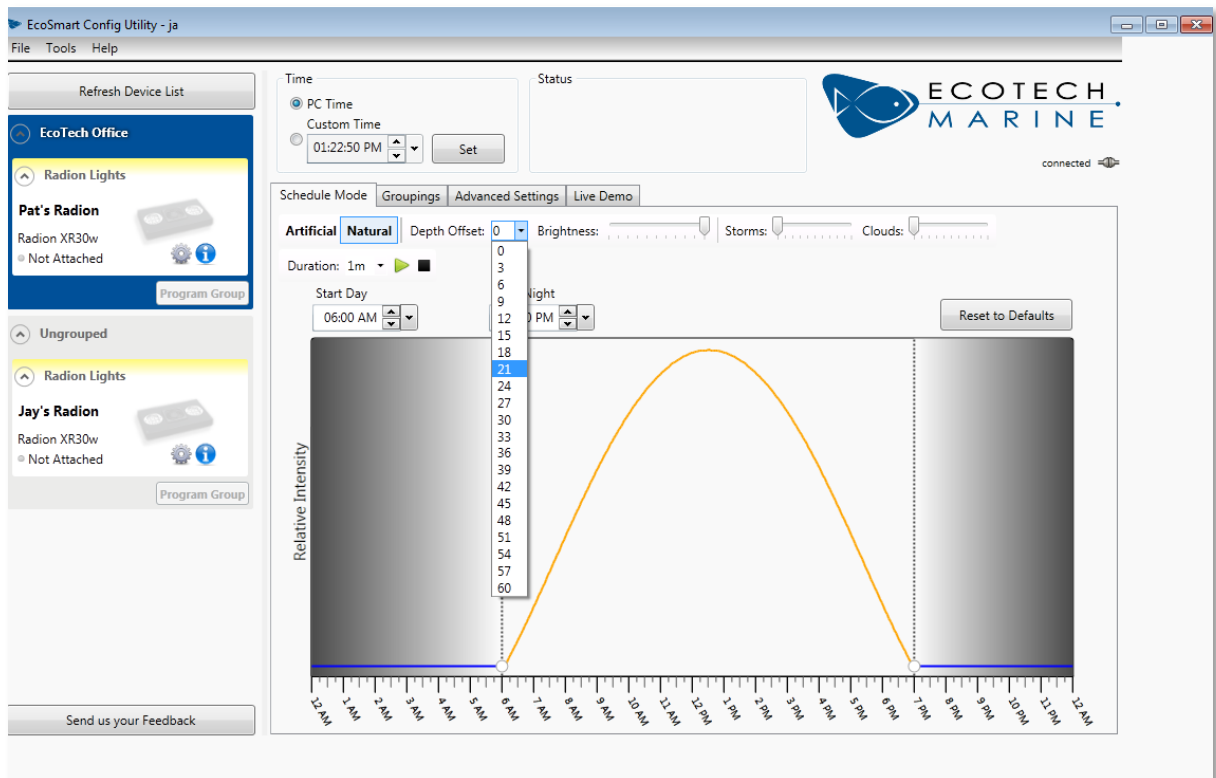 EcoSmart Config Utility - ja
File Tools Help
Refresh Device List
EcoTech Office
Radion Lights
Pat's Radion
Radion XR30w
Not Attached
Program Group
Ungrouped
Radion Lights
Jay's Radion
Radion XR30w
Not Attached
Program Group
Send us your Feedback
Time
PC Time
Custom Time
01:22:50 PM
Set
Status
ECOTECH
MARINE
connected
Schedule Mode Groupings Advanced Settings Live Demo
Artificial Natural Depth Offset: 0 Brightness: Storms: Clouds:
0
3
6
9
12
15
18
21
24
27
30
33
36
39
42
45
48
51
54
57
60
Duration: 1m
Start Day
06:00 AM
Night
PM
Reset to Defaults
Relative Intensity
12 AM 1 AM 2 AM 3 AM 4 AM 5 AM 6 AM 7 AM 8 AM 9 AM 10 AM 11 AM 12 PM 1 PM 2 PM 3 PM 4 PM 5 PM 6 PM 7 PM 8 PM 9 PM 10 PM 11 PM 12 AM